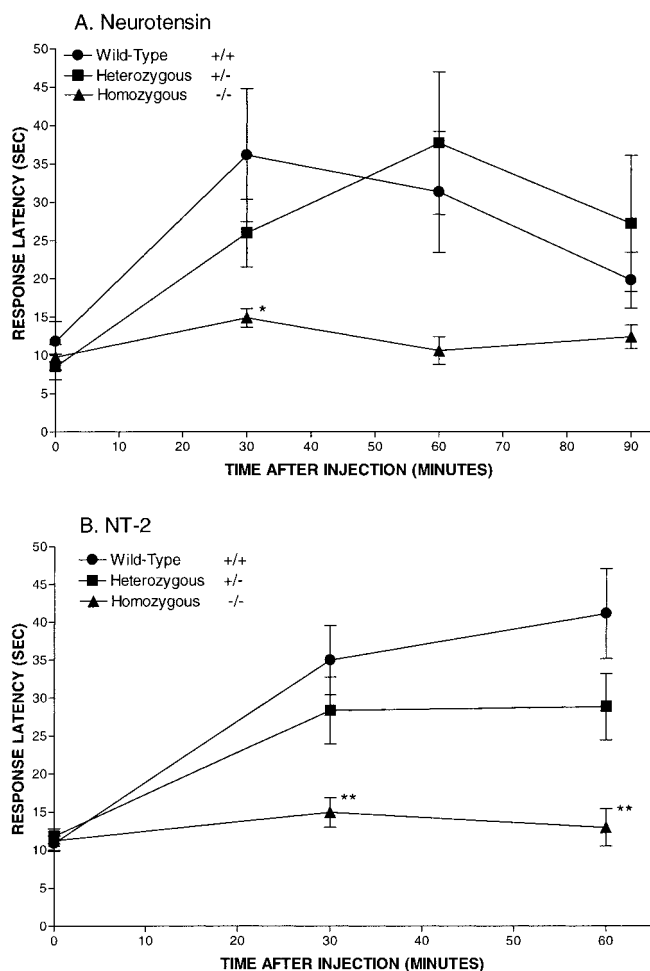 A. Neurotensin
Wild-Type +/+
Heterozygous +/-
Homozygous -/-
50
45
40
35
30
25
20
15
10
5
0
RESPONSE LATENCY (SEC)
*
0 10 20 30 40 50 60 70 80 90
TIME AFTER INJECTION (MINUTES)
B. NT-2
Wild-Type +/+
Heterozygous +/-
Homozygous -/-
50
45
40
35
30
25
20
15
10
5
0
RESPONSE LATENCY (SEC)
**
**
0 10 20 30 40 50 60
TIME AFTER INJECTION (MINUTES)